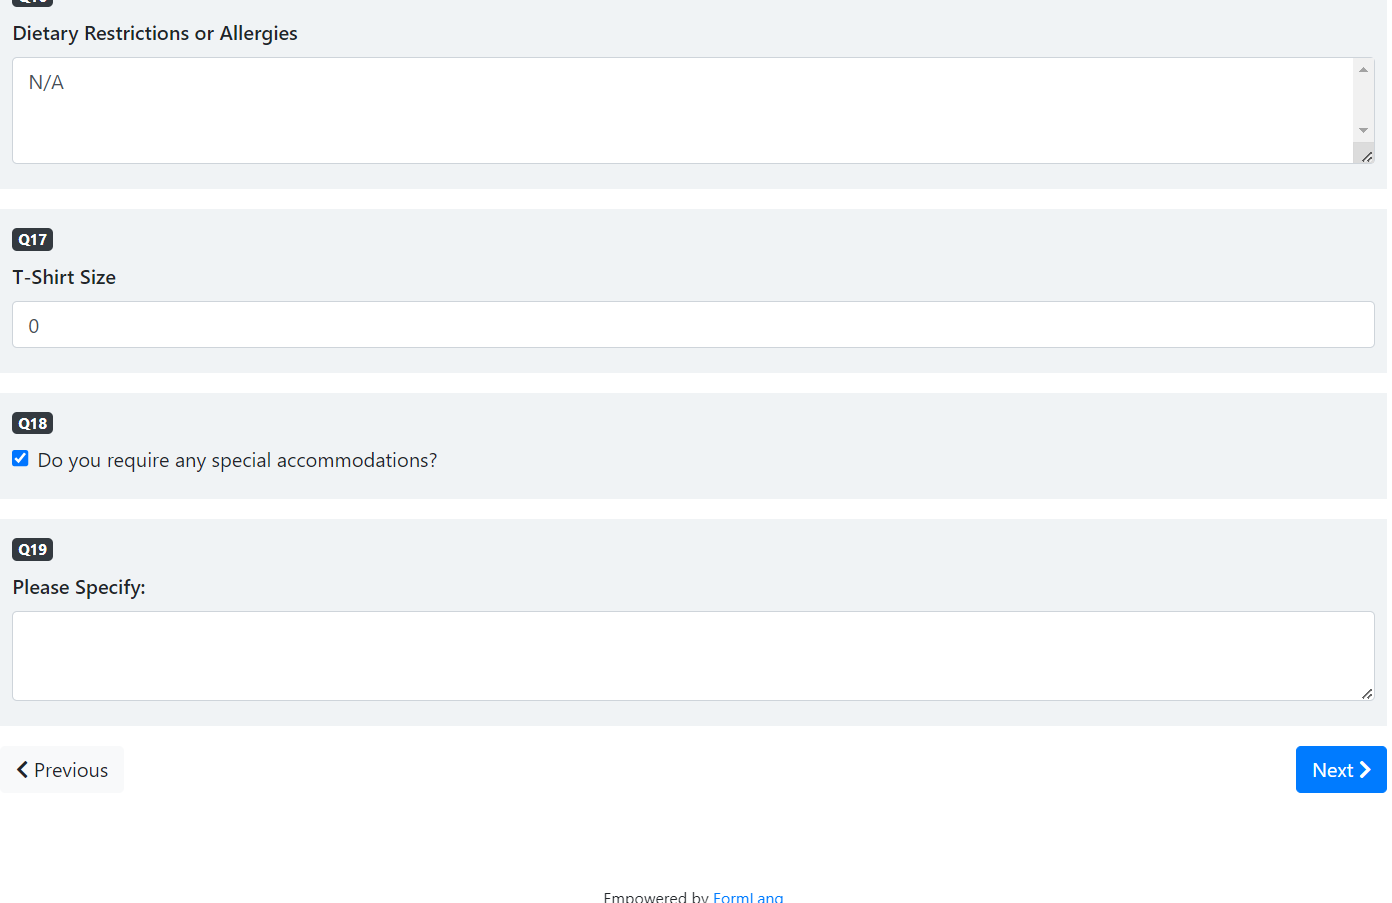 Dietary Restrictions or Allergies
N/A
Q17
T-Shirt Size
0
Q18
Do you require any special accommodations?
Q19
Please Specify:
Previous
Next
Empowered by FormLang